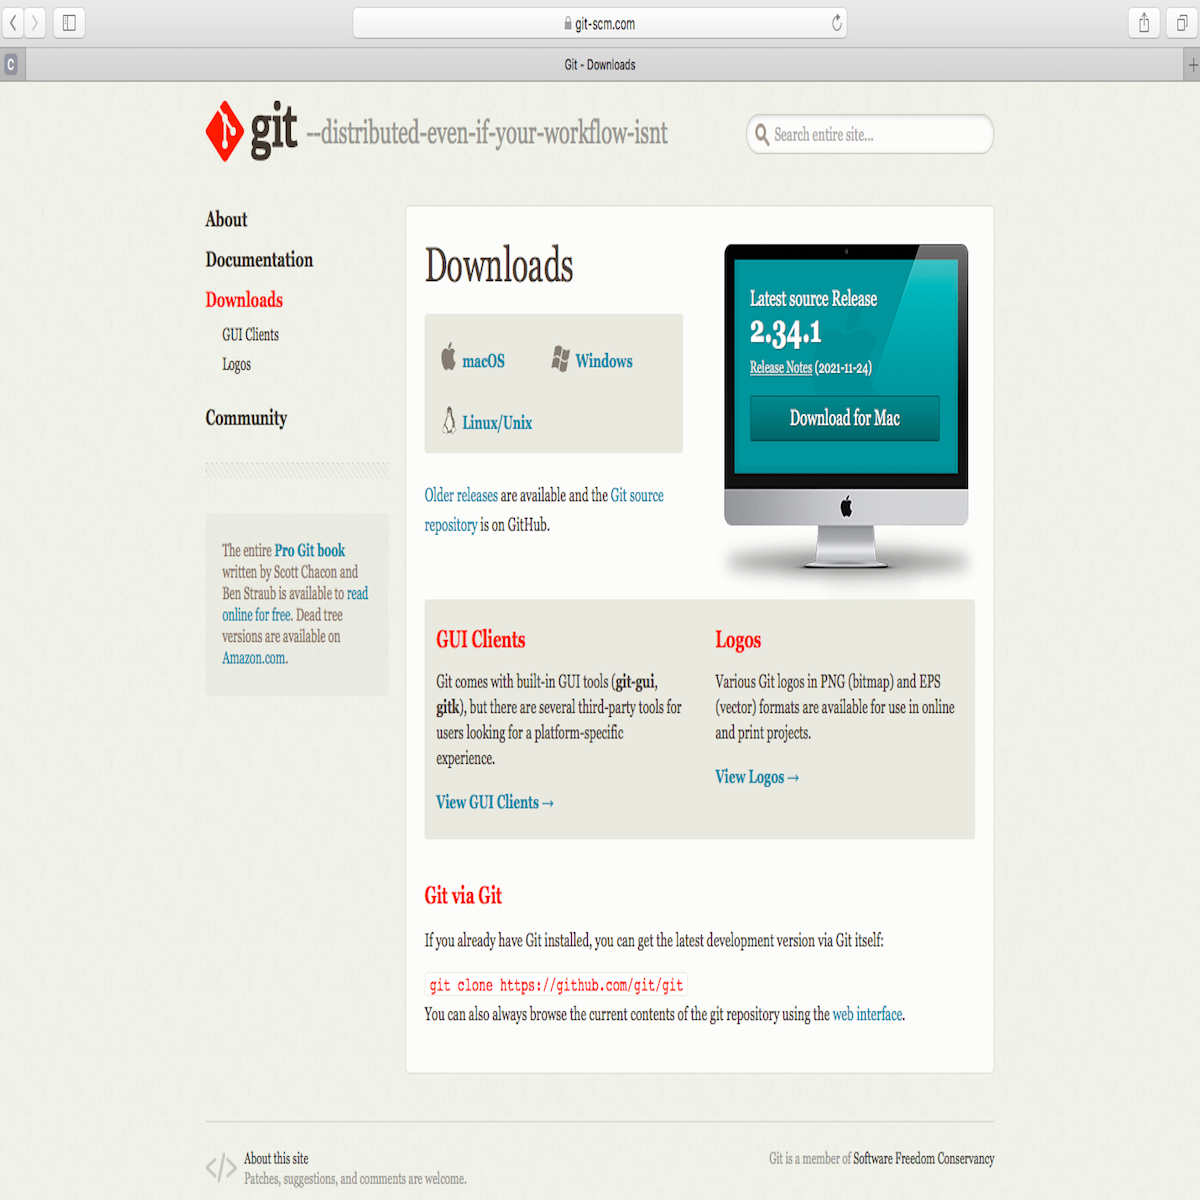 git-scm.com
C
Git - Downloads
git --distributed-even-if-your-workflow-isnt
Search entire site...
About
Documentation
Downloads
GUI Clients
Logos
Community
The entire Pro Git book
written by Scott Chacon and
Ben Straub is available to read
online for free. Dead tree
versions are available on
Amazon.com.
Downloads
macOS
Windows
Linux/Unix
Older releases are available and the Git source
repository is on GitHub.
Latest source Release
2.34.1
Release Notes (2021-11-24)
Download for Mac
GUI Clients
Git comes with built-in GUI tools (git-gui,
gitk), but there are several third-party tools for
users looking for a platform-specific
experience.
View GUI Clients →
Logos
Various Git logos in PNG (bitmap) and EPS
(vector) formats are available for use in online
and print projects.
View Logos →
Git via Git
If you already have Git installed, you can get the latest development version via Git itself:
git clone https://github.com/git/git
You can also always browse the current contents of the git repository using the web interface.
</> About this site
Patches, suggestions, and comments are welcome.
Git is a member of Software Freedom Conservancy